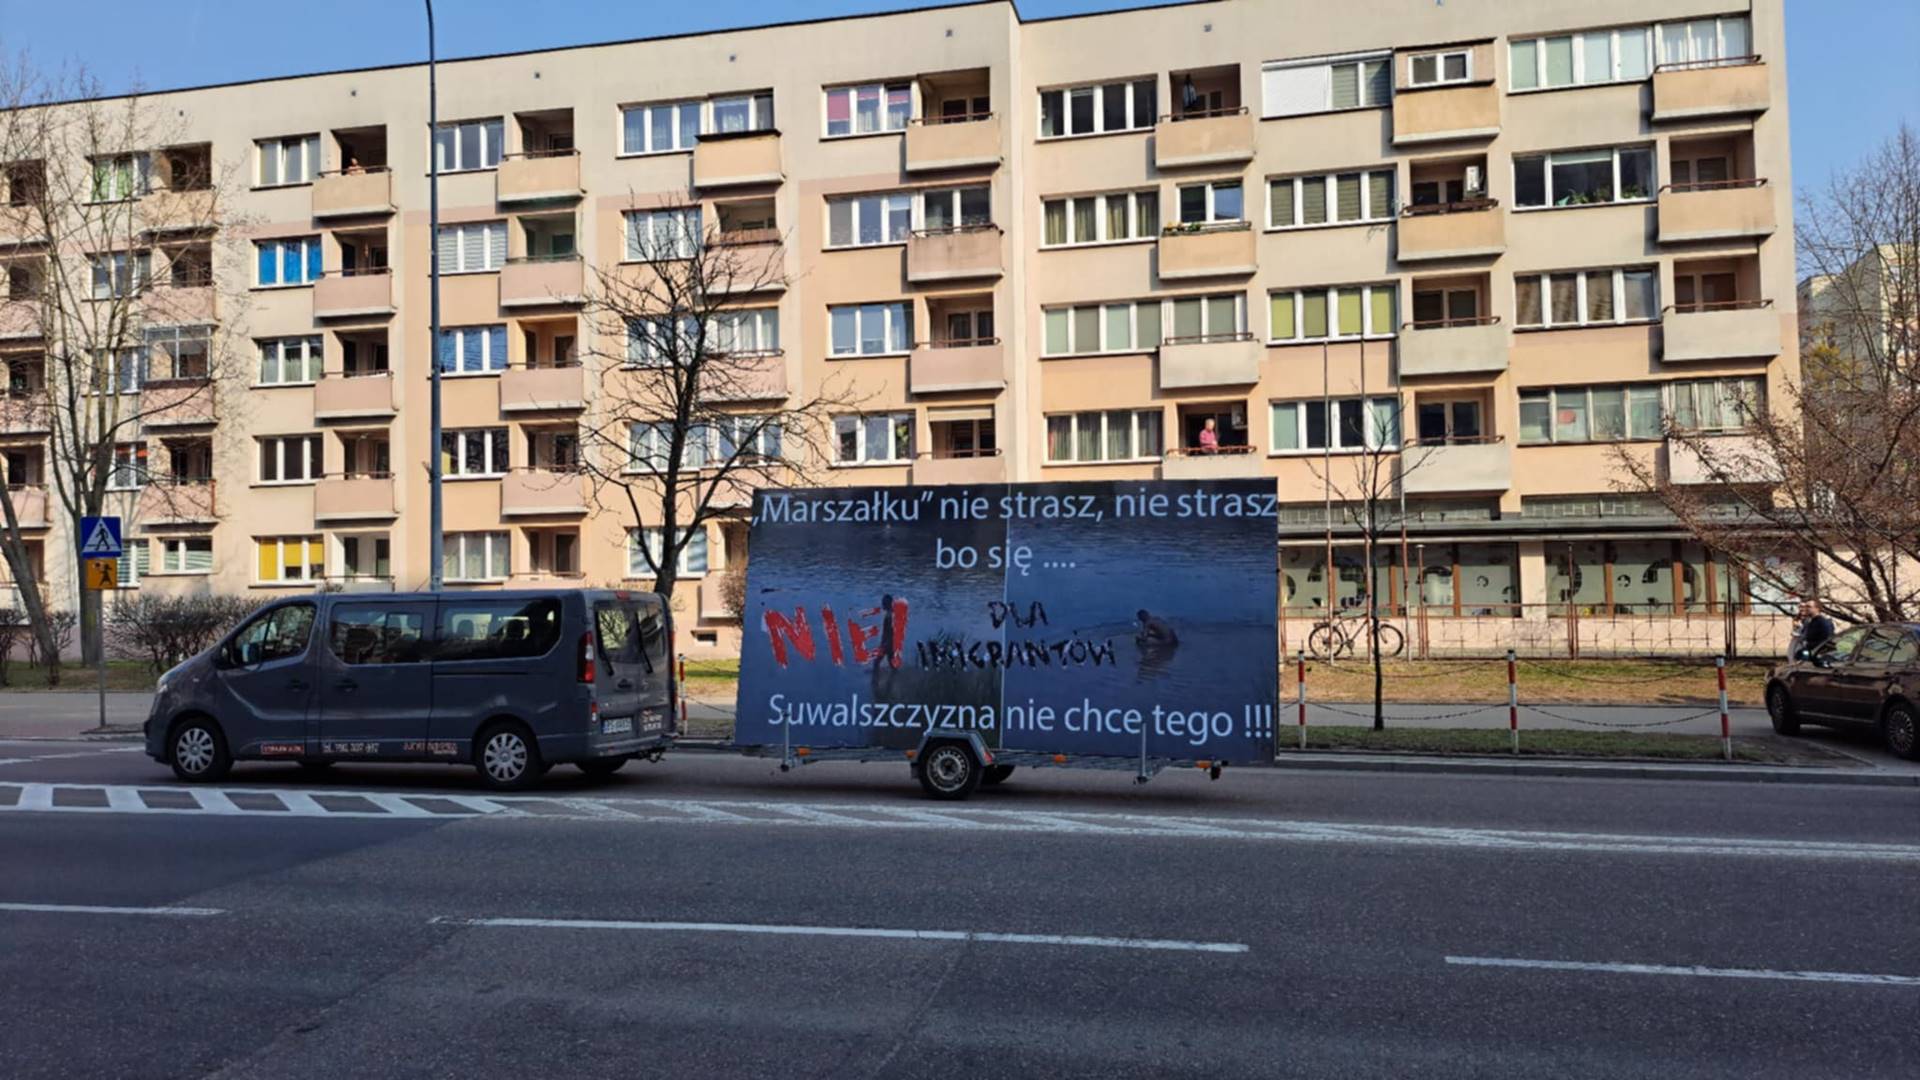 „Marszałku” nie strasz, nie strasz
bo się ....
NIE!
DLA
IMIGRANTÓW
Suwalszczyzna nie chce tego !!!